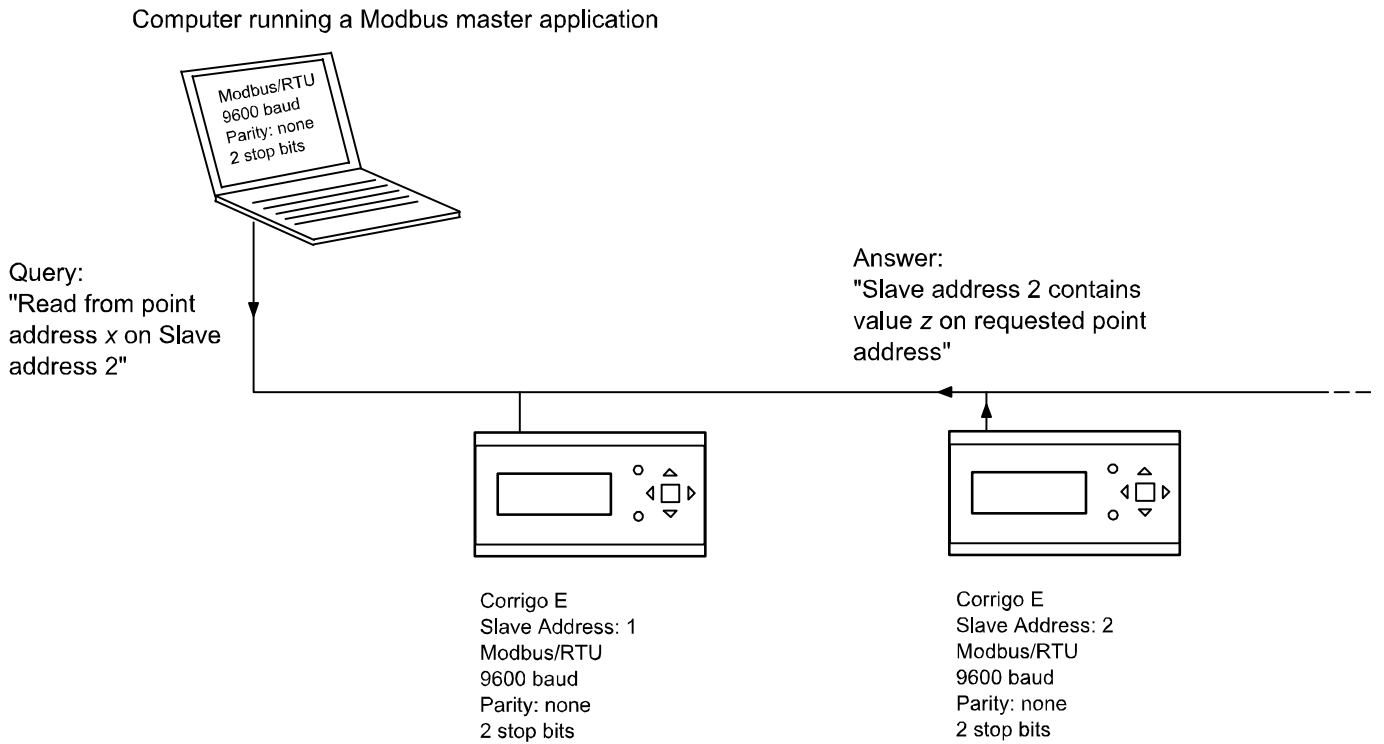 Computer running a Modbus master application
Modbus/RTU
9600 baud
Parity: none
2 stop bits
Query:
"Read from point
address x on Slave
address 2"
Answer:
"Slave address 2 contains
value z on requested point
address"
Corrigo E
Slave Address: 1
Modbus/RTU
9600 baud
Parity: none
2 stop bits
Corrigo E
Slave Address: 2
Modbus/RTU
9600 baud
Parity: none
2 stop bits